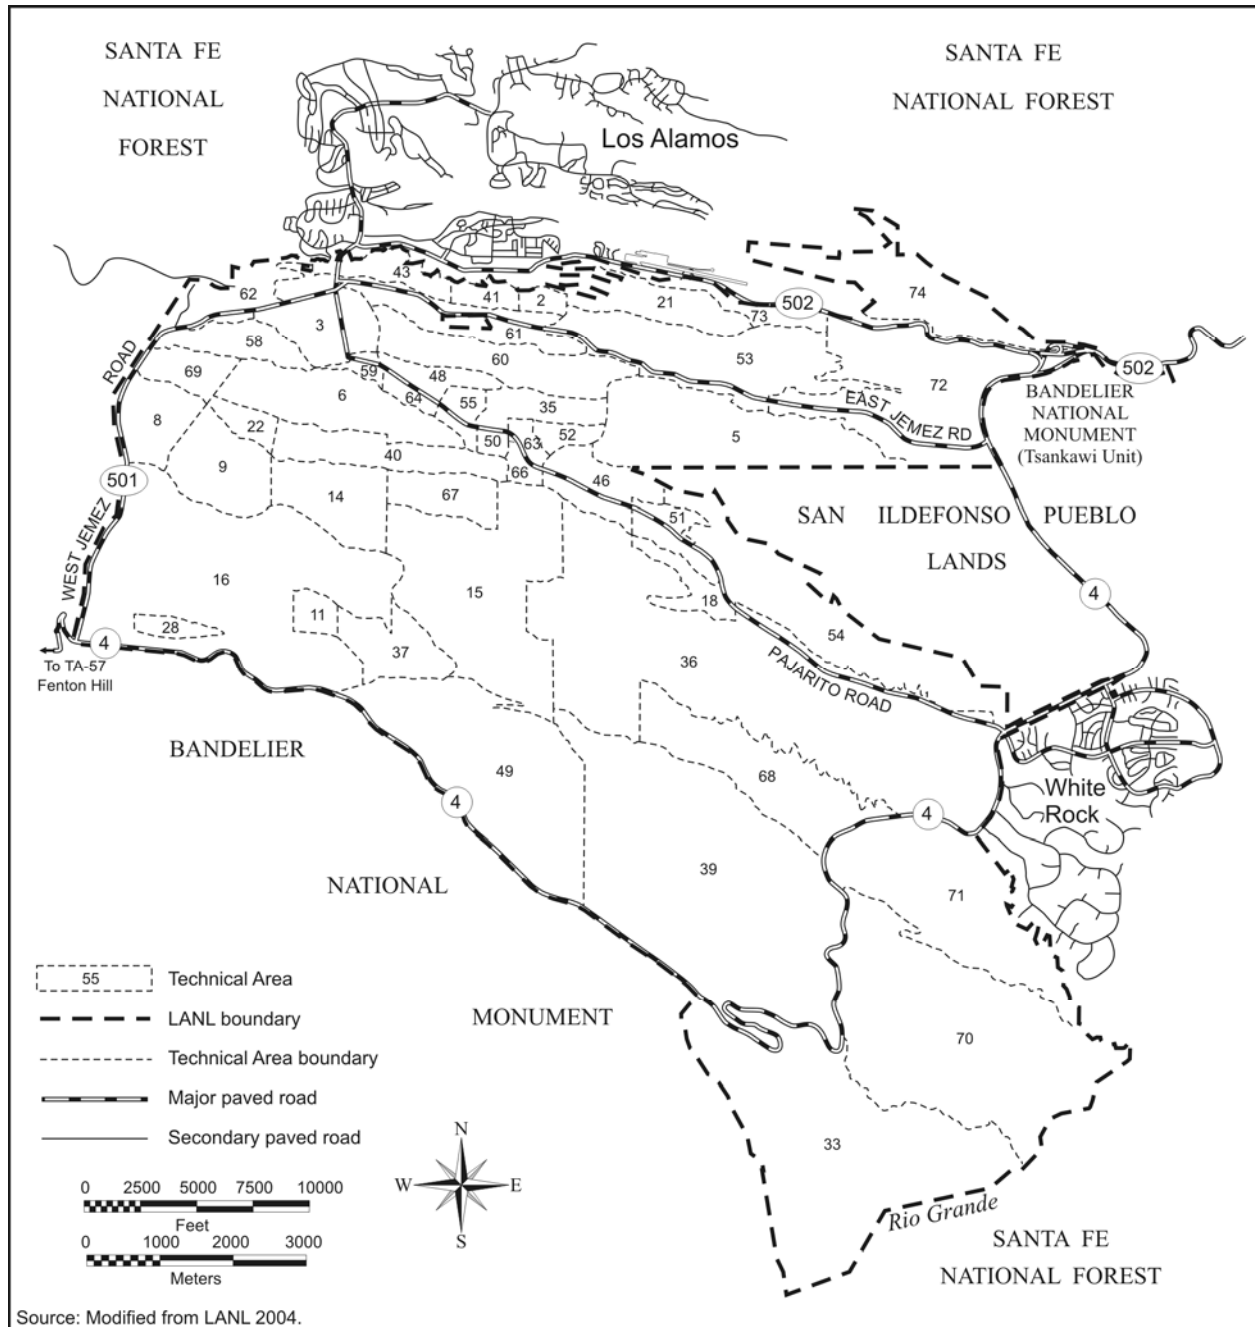 SANTA FE
NATIONAL
FOREST
SANTA FE
NATIONAL FOREST
Los Alamos
74
43
62
41
2
21
73
502
3
58
61
60
53
502
ROAD
69
59
48
72
BANDELIER
NATIONAL
MONUMENT
(Tsankawi Unit)
6
64
55
35
EAST JEMEZ RD
8
22
50
63
52
5
40
9
66
46
501
14
67
51
SAN ILDEFONSO PUEBLO
LANDS
WEST JEMEZ
16
15
18
4
11
28
54
4
37
36
To TA-57
Fenton Hill
PAJARITO ROAD
BANDELIER
49
68
White
Rock
4
4
39
NATIONAL
71
55 Technical Area
LANL boundary
MONUMENT
Technical Area boundary
70
Major paved road
Secondary paved road
33
N
W E
S
0 2500 5000 7500 10000
Feet
Rio Grande
0 1000 2000 3000
Meters
SANTA FE
NATIONAL FOREST
Source: Modified from LANL 2004.